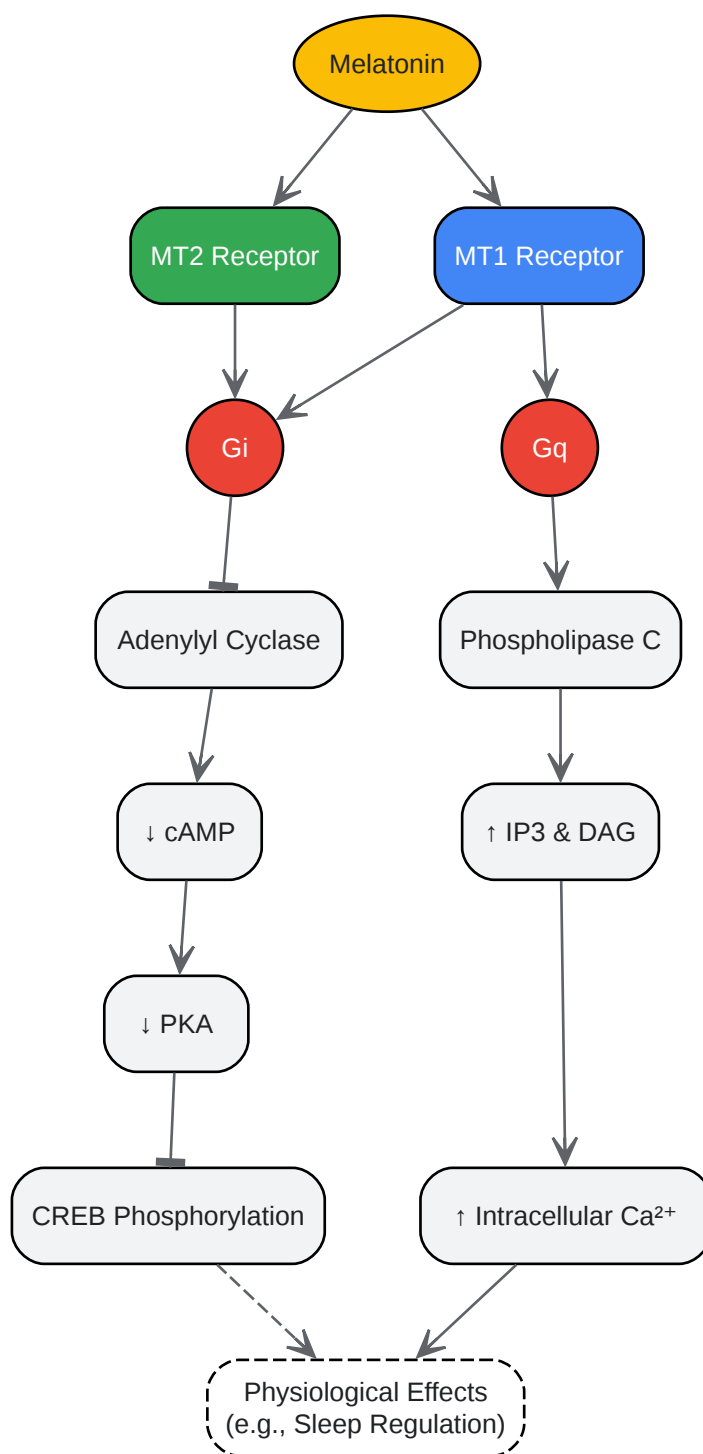 Melatonin
MT2 Receptor
MT1 Receptor
Gi
Gq
Adenylyl Cyclase
Phospholipase C
↓ cAMP
↑ IP3 & DAG
↓ PKA
CREB Phosphorylation
↑ Intracellular Ca²⁺
Physiological Effects
(e.g., Sleep Regulation)